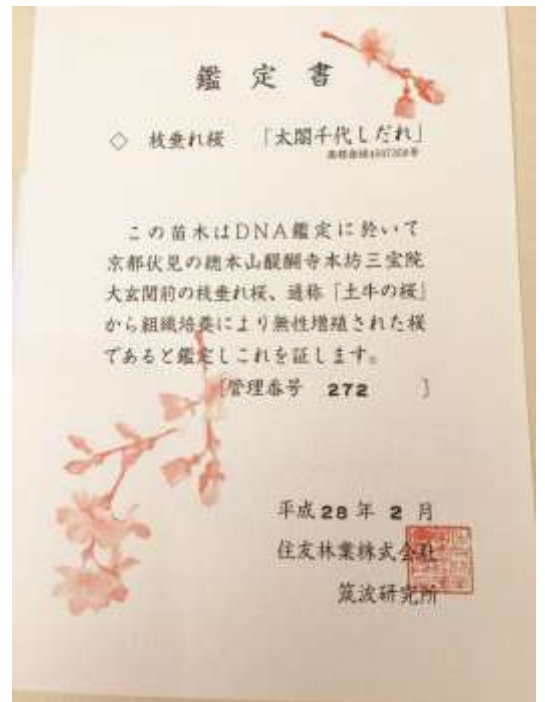 鑑定書
◇ 枝垂れ桜 「太閤千代しだれ」
この苗木はDNA鑑定に於いて
京都伏見の總本山醍醐寺本坊三宝院
大玄関前の枝垂れ桜、通称「土牛の桜」
から組織培養により無性増殖された桜
であると鑑定しこれを証します。
〔管理番号 272 〕
平成28年2月
住友林業株式会社
筑波研究所